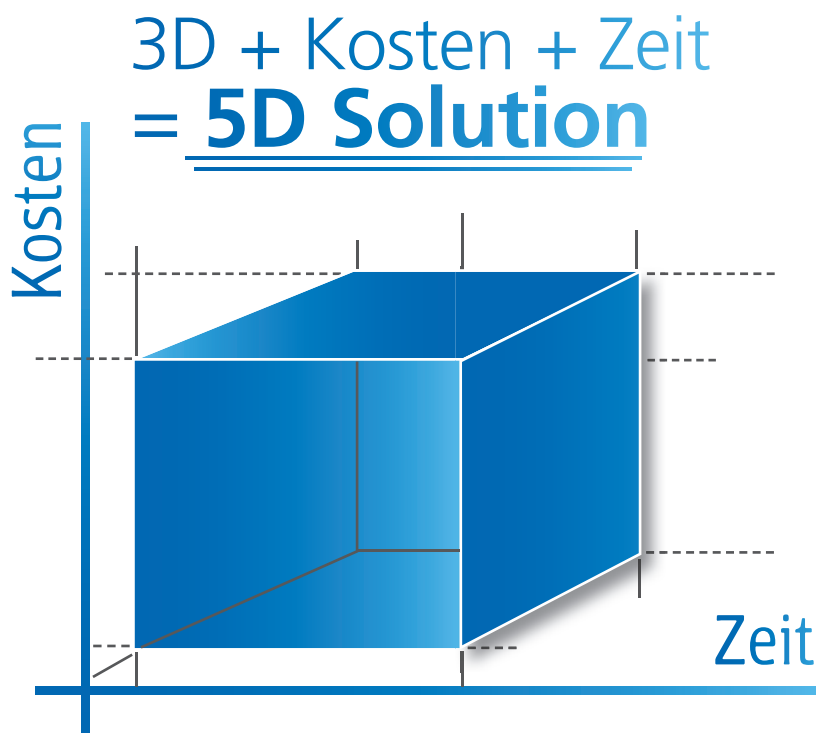 3D + Kosten + Zeit
= 5D Solution
Kosten
Zeit